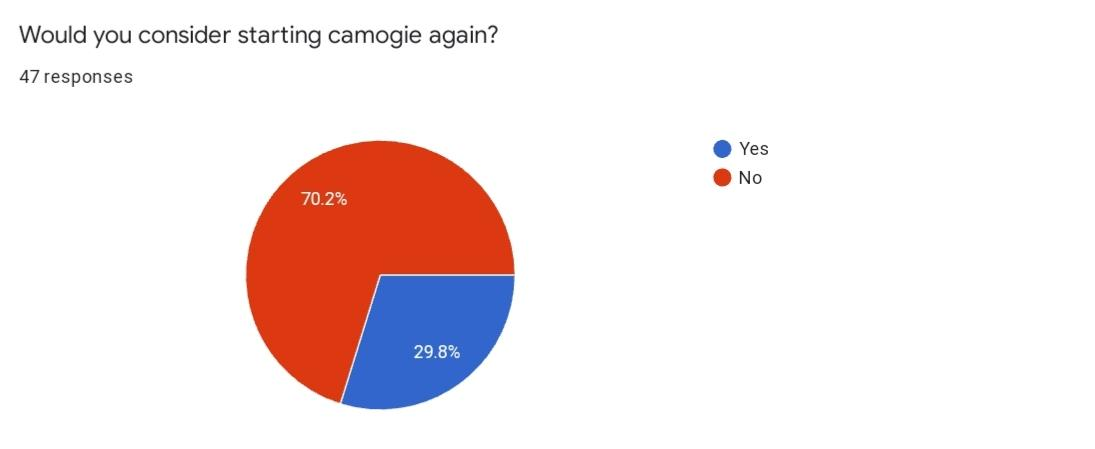 Would you consider starting camogie again?
47 responses
Yes
No
70.2%
29.8%